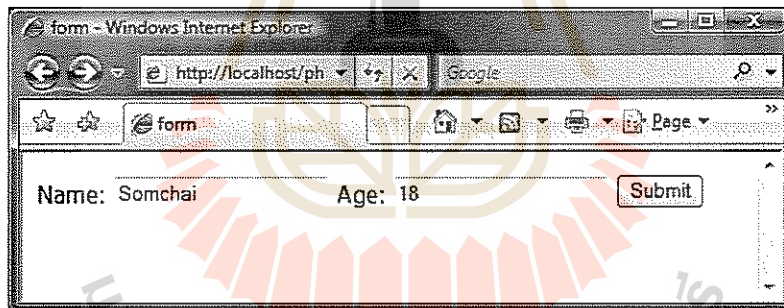 form - Windows Internet Explorer
http://localhost/ph Google
form Page
Name: Somchai Age: 18 Submit